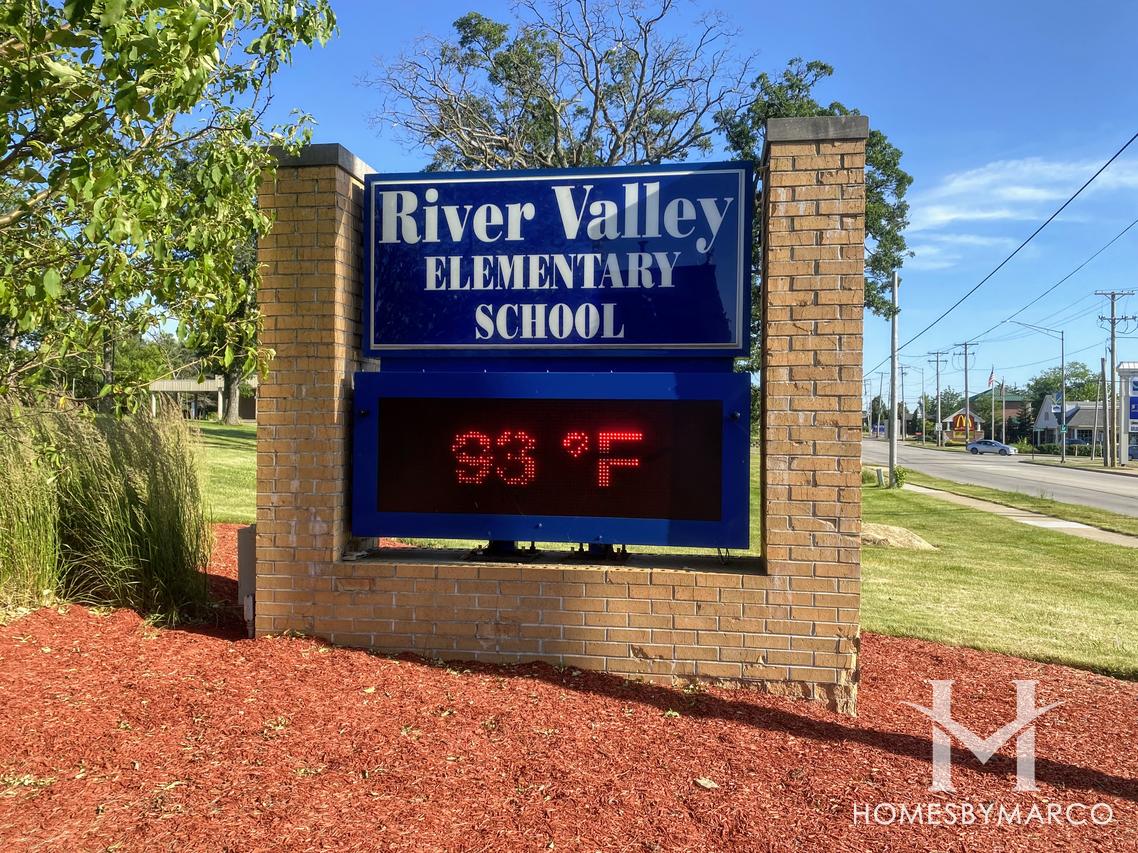 River Valley
ELEMENTARY
SCHOOL
93 °F
HOMESBYMARCO